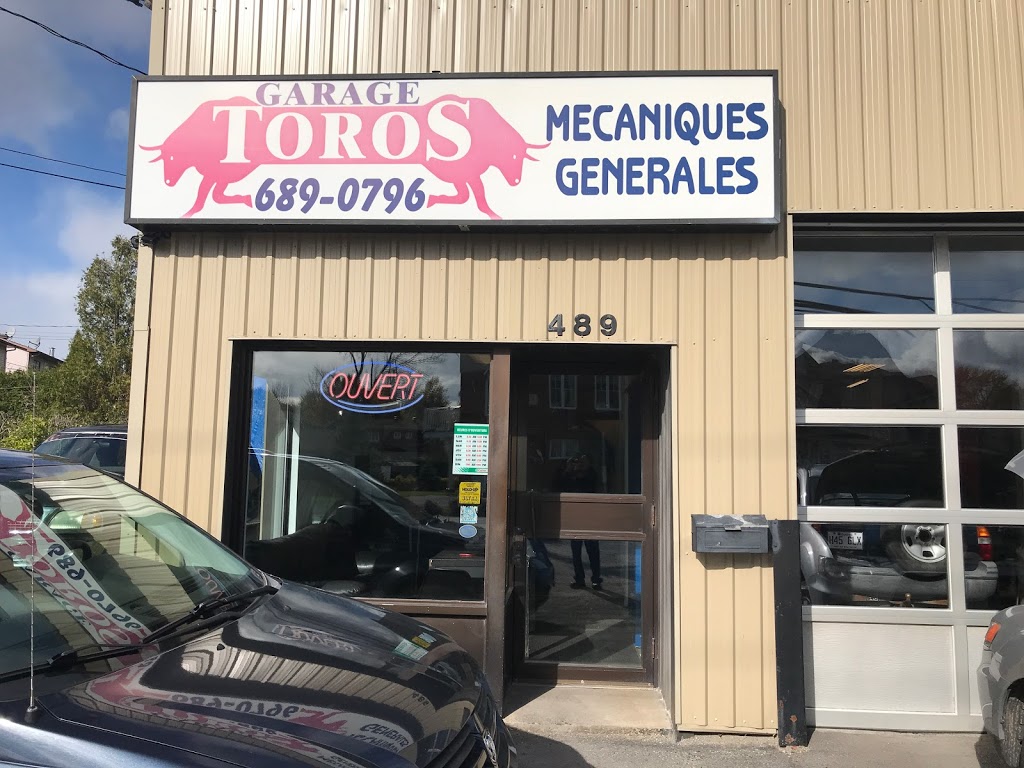 GARAGE
TOROS
689-0796
MECANIQUES
GENERALES
489
OUVERT